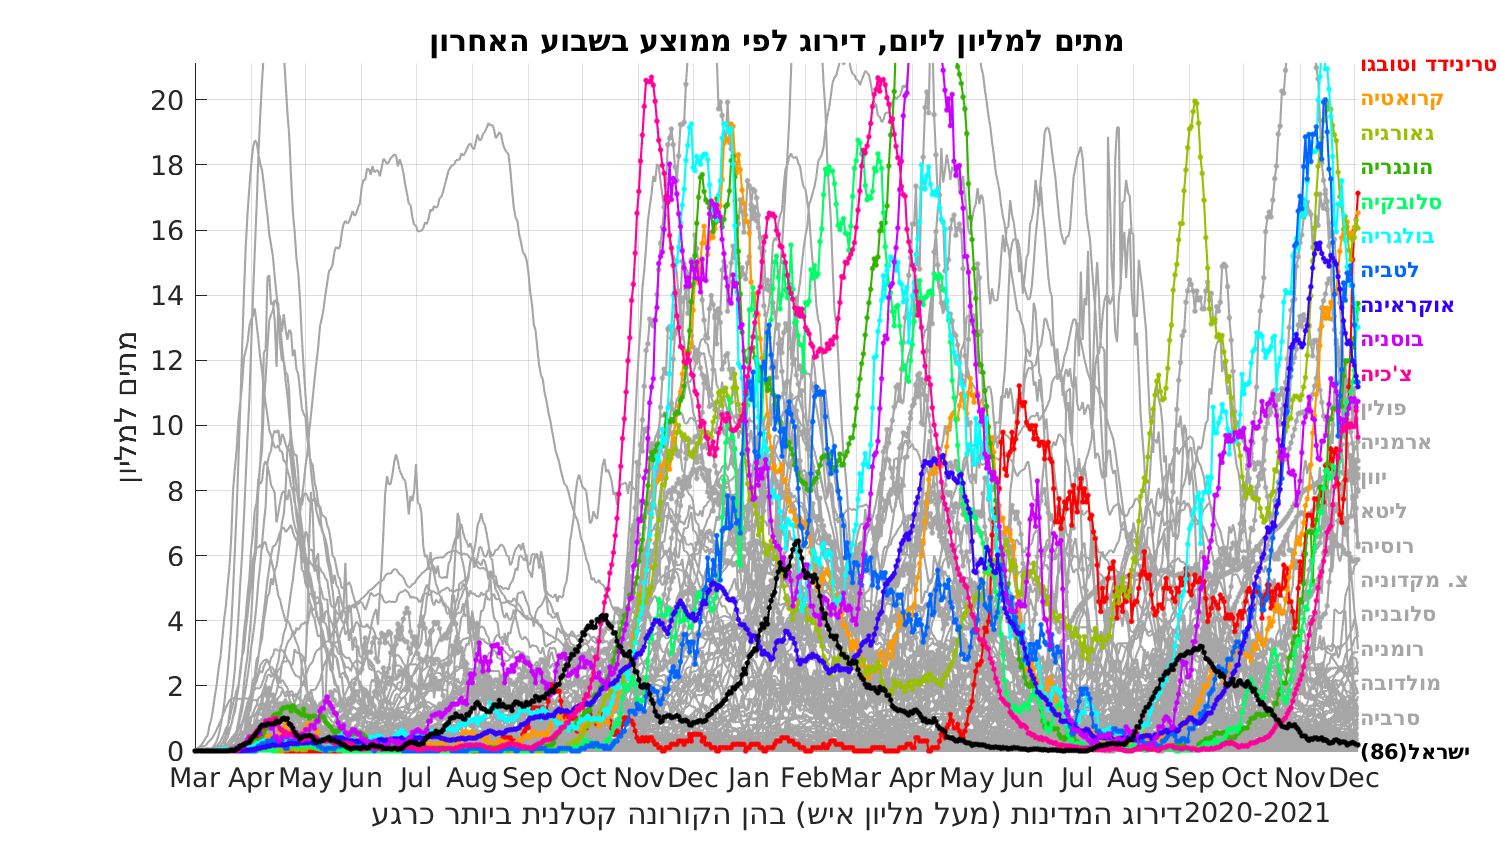 מתים למליון ליום, דירוג לפי ממוצע בשבוע האחרון
מתים למליון
20
18
16
14
12
10
8
6
4
2
0
Mar Apr May Jun Jul Aug Sep Oct Nov Dec Jan Feb Mar Apr May Jun Jul Aug Sep Oct Nov Dec
דירוג המדינות (מעל מליון איש) בהן הקורונה קטלנית ביותר כרגע2020-2021
טרינידד וטובגו
קרואטיה
גאורגיה
הונגריה
סלובקיה
בולגריה
לטביה
אוקראינה
בוסניה
צ'כיה
פולין
ארמניה
יוון
ליטא
רוסיה
צ. מקדוניה
סלובניה
רומניה
מולדובה
סרביה
ישראל(86)